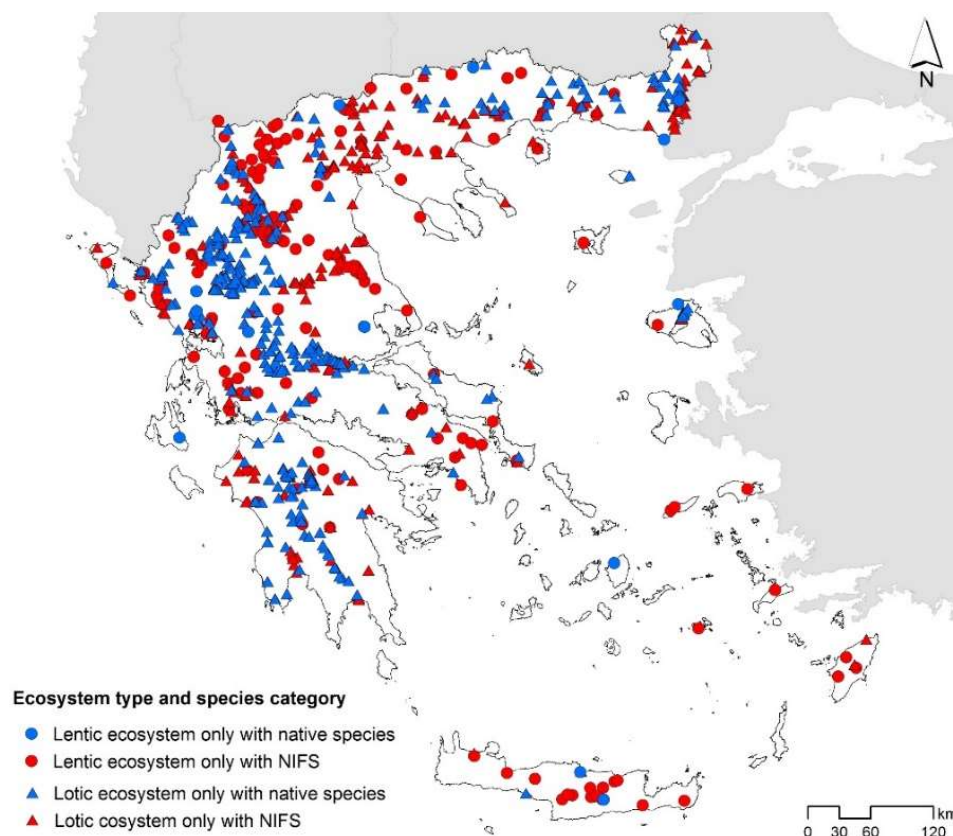 N
Ecosystem type and species category
Lentic ecosystem only with native species
Lentic ecosystem only with NIFS
Lotic ecosystem only with native species
Lotic cosystem only with NIFS
km
0 30 60 120